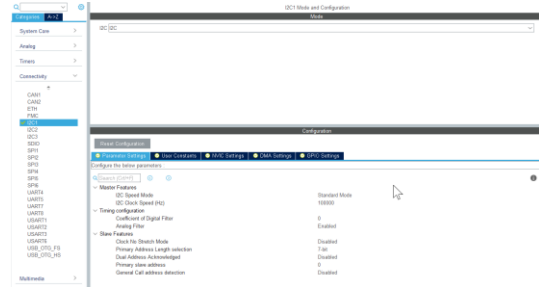 I2C1 Mode and Configuration
Categories A->Z
Mode
System Core
I2C I2C
Analog
Timers
Connectivity
CAN1
CAN2
ETH
FMC
I2C1
I2C2
I2C3
SDIO
SPI1
SPI2
SPI3
SPI4
SPI5
SPI6
UART4
UART5
UART7
UART8
USART1
USART2
USART3
USART6
USB_OTG_FS
USB_OTG_HS
Multimedia
Configuration
Reset Configuration
Parameter Settings User Constants NVIC Settings DMA Settings GPIO Settings
Configure the below parameters :
Search (Ctrl+F)
Master Features
I2C Speed Mode Standard Mode
I2C Clock Speed (Hz) 100000
Timing configuration
Coefficient of Digital Filter 0
Analog Filter Enabled
Slave Features
Clock No Stretch Mode Disabled
Primary Address Length selection 7-bit
Dual Address Acknowledged Disabled
Primary slave address 0
General Call address detection Disabled